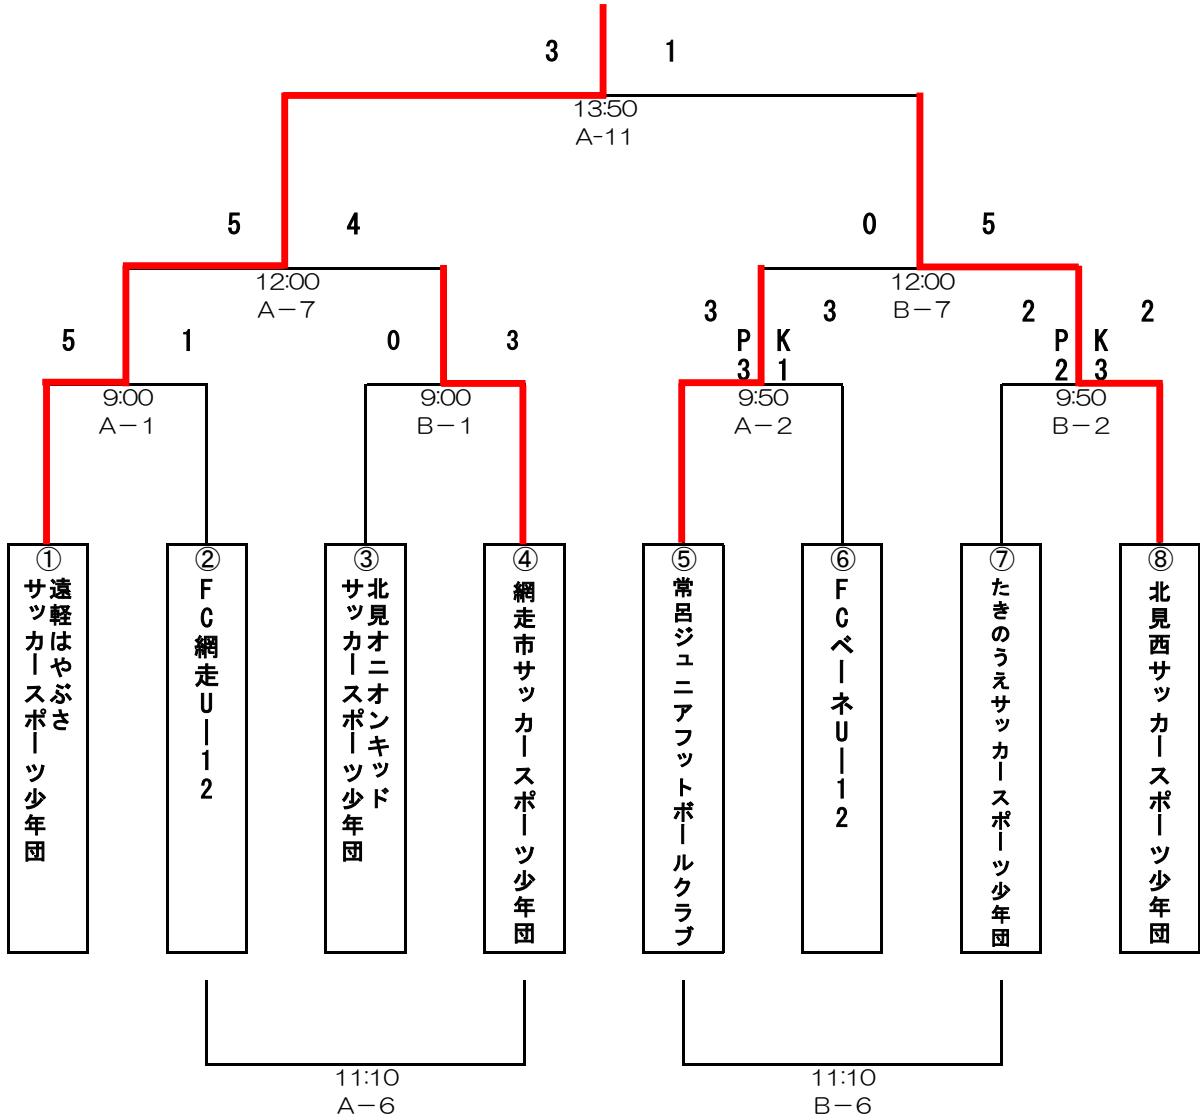 3 1
13:50
A-11
5 4
0 5
12:00
A-7
12:00
B-7
5 1
0 3
3 3
PK
3 1
2 2
PK
2 3
9:00
A-1
9:00
B-1
9:50
A-2
9:50
B-2
①
遠軽はやぶさ
サッカースポーツ少年団
②
FC網走U-12
③
北見オニオンキッド
サッカースポーツ少年団
④
網走市サッカースポーツ少年団
⑤
常呂ジュニアフットボールクラブ
⑥
FCベーネU-12
⑦
たきのうえサッカースポーツ少年団
⑧
北見西サッカースポーツ少年団
11:10
A-6
11:10
B-6